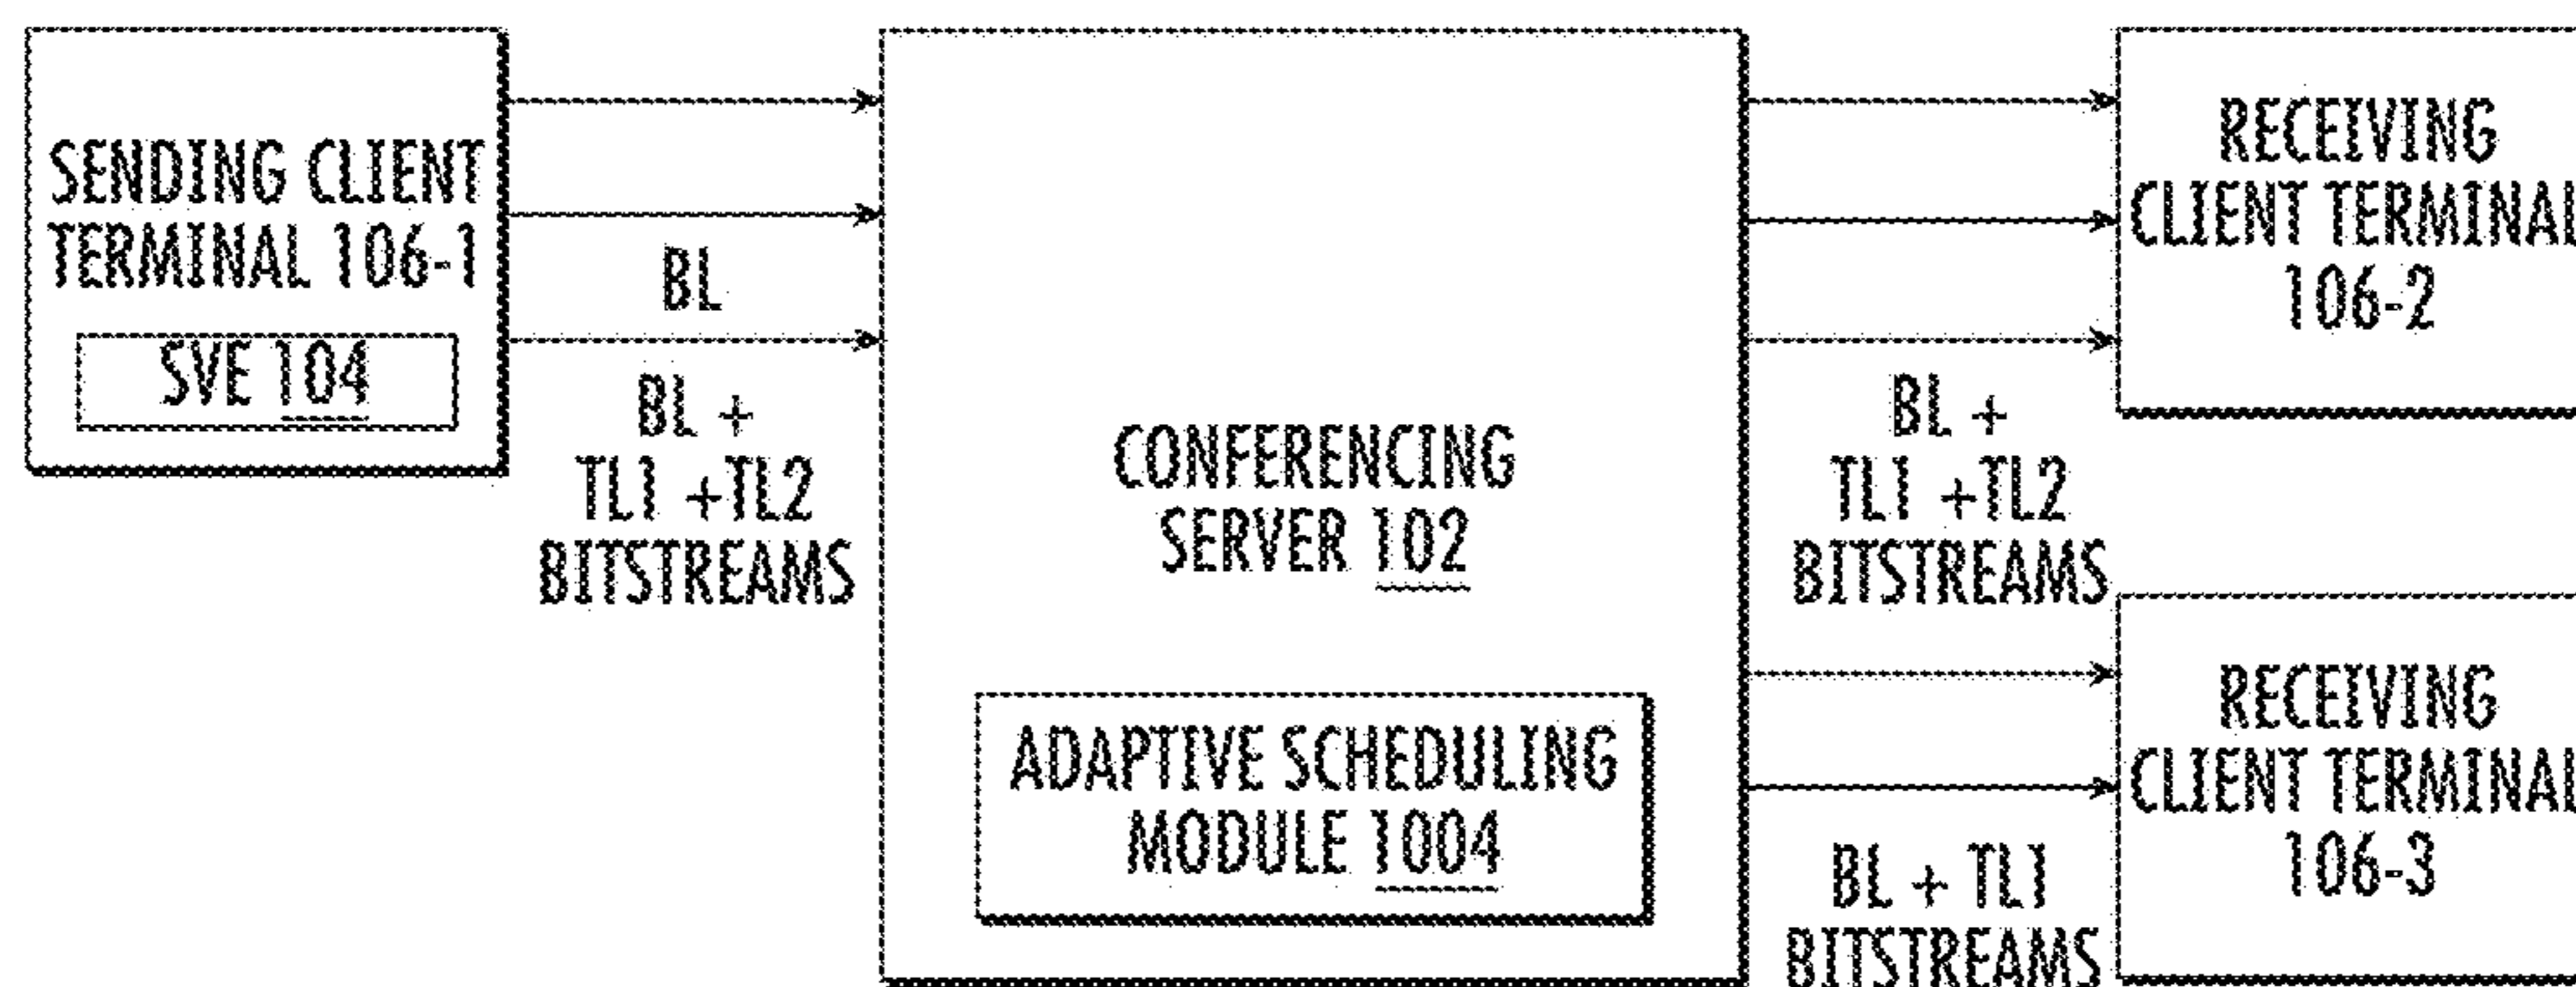 SENDING CLIENT
TERMINAL 106-1
SVE 104
BL
BL +
TL1 +TL2
BITSTREAMS
CONFERENCING
SERVER 102
ADAPTIVE SCHEDULING
MODULE 1004
BL +
TL1 +TL2
BITSTREAMS
BL + TL1
BITSTREAMS
RECEIVING
CLIENT TERMINAL
106-2
RECEIVING
CLIENT TERMINAL
106-3